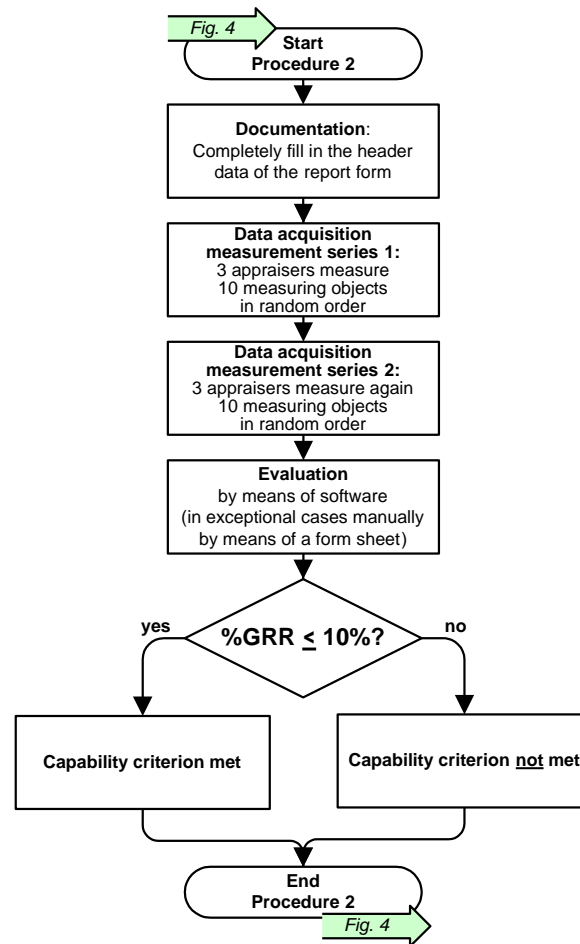 Fig. 4
Start
Procedure 2
Documentation:
Completely fill in the header
data of the report form
Data acquisition
measurement series 1:
3 appraisers measure
10 measuring objects
in random order
Data acquisition
measurement series 2:
3 appraisers measure again
10 measuring objects
in random order
Evaluation
by means of software
(in exceptional cases manually
by means of a form sheet)
yes
%GRR ≤ 10%?
no
Capability criterion met
Capability criterion not met
End
Procedure 2
Fig. 4